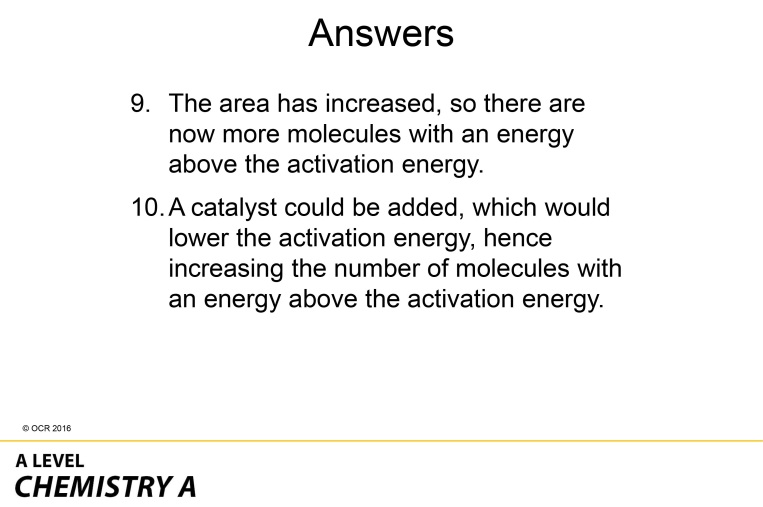 Answers
9. The area has increased, so there are
now more molecules with an energy
above the activation energy.
10. A catalyst could be added, which would
lower the activation energy, hence
increasing the number of molecules with
an energy above the activation energy.
© OCR 2016
A LEVEL
CHEMISTRY A